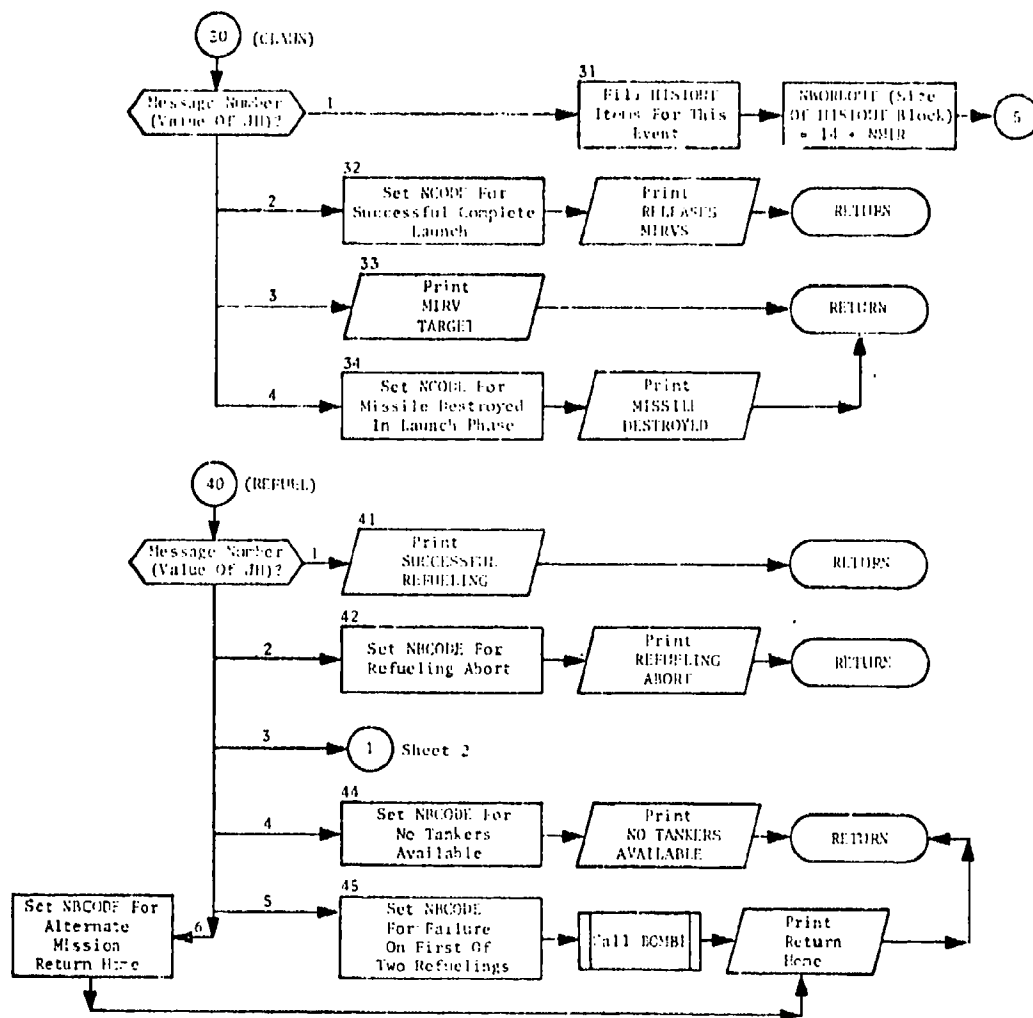 30 (CLAUN)
Message Number
(Value Of JH)?
1
31
Fill HISTOUT
Items For This
Event
(Size
Of HISTOUT Block)
5
2
32
Set NCODE For
Successful Complete
Launch
Print
RELEASES
MIRVS
RETURN
3
33
Print
MIRV
TARGET
RETURN
4
34
Set NCODE For
Missile Destroyed
In Launch Phase
Print
MISSILE
DESTROYED
40 (REFUEL)
Message Number
(Value Of JH)?
1
41
Print
SUCCESSFUL
REFUELING
RETURN
2
42
Set NBCODE For
Refueling Abort
Print
REFUELING
ABORT
RETURN
3
1 Sheet 2
4
44
Set NBCODE For
No Tankers
Available
Print
NO TANKERS
AVAILABLE
RETURN
5
45
Set NBCODE
For Failure
On First Of
Two Refuelings
Call
Print
Return
Home
6
Set NBCODE For
Alternate
Mission
Return Home